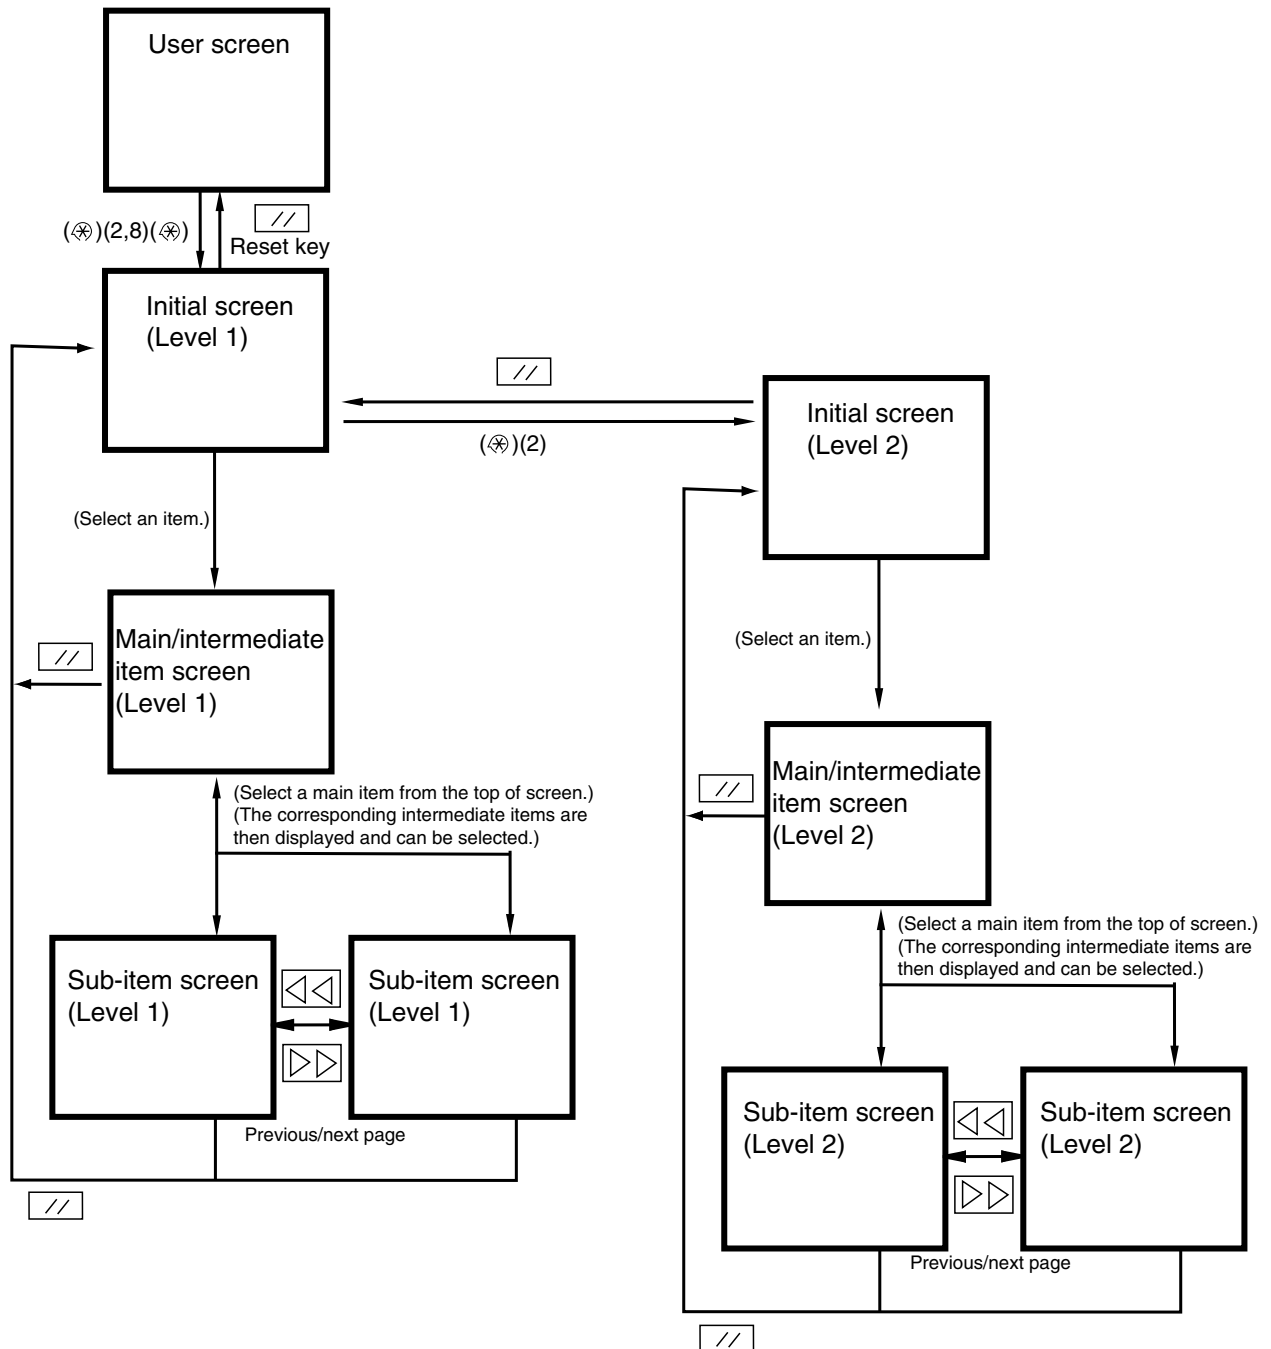 User screen
(✳)(2,8)(✳)
//
Reset key
Initial screen
(Level 1)
//
(✳)(2)
Initial screen
(Level 2)
(Select an item.)
Main/intermediate
item screen
(Level 1)
//
(Select an item.)
Main/intermediate
item screen
(Level 2)
//
(Select a main item from the top of screen.)
(The corresponding intermediate items are
then displayed and can be selected.)
(Select a main item from the top of screen.)
(The corresponding intermediate items are
then displayed and can be selected.)
Sub-item screen
(Level 1)
Sub-item screen
(Level 1)
Previous/next page
//
Sub-item screen
(Level 2)
Sub-item screen
(Level 2)
Previous/next page
//